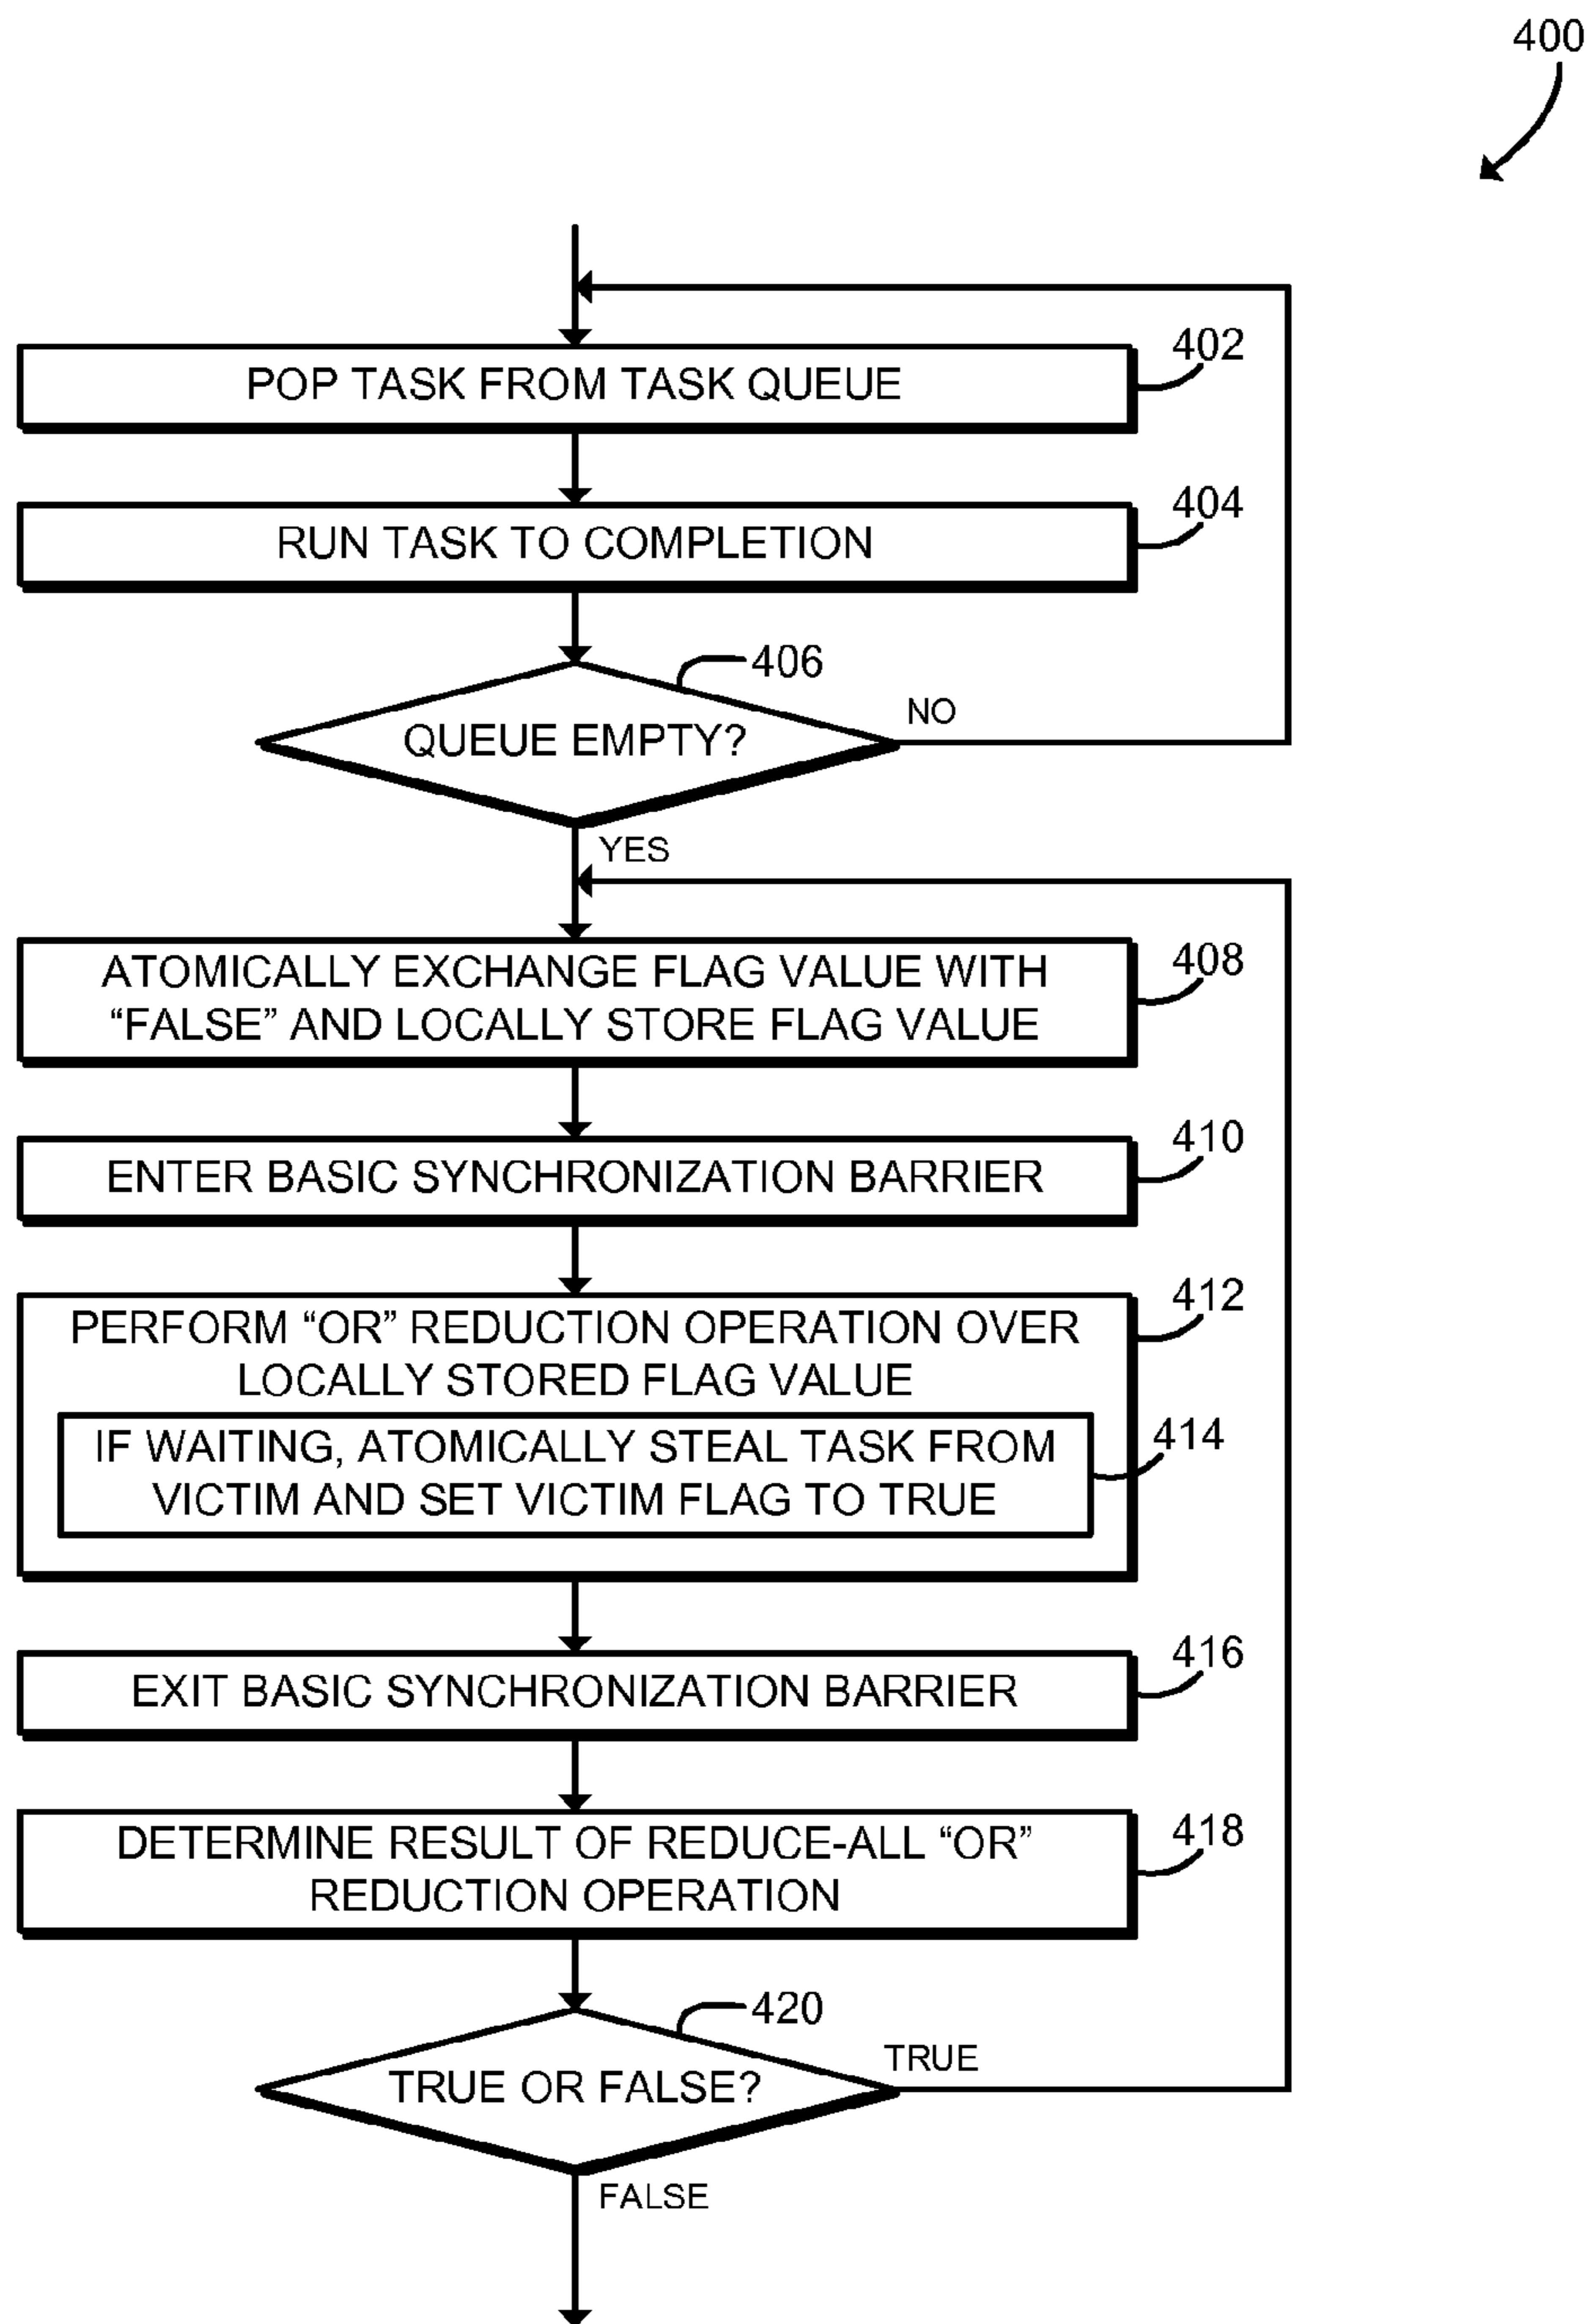 400
POP TASK FROM TASK QUEUE
402
RUN TASK TO COMPLETION
404
406
QUEUE EMPTY?
NO
YES
ATOMICALLY EXCHANGE FLAG VALUE WITH
“FALSE” AND LOCALLY STORE FLAG VALUE
408
ENTER BASIC SYNCHRONIZATION BARRIER
410
PERFORM “OR” REDUCTION OPERATION OVER
LOCALLY STORED FLAG VALUE
412
IF WAITING, ATOMICALLY STEAL TASK FROM
VICTIM AND SET VICTIM FLAG TO TRUE
414
EXIT BASIC SYNCHRONIZATION BARRIER
416
DETERMINE RESULT OF REDUCE-ALL “OR”
REDUCTION OPERATION
418
420
TRUE OR FALSE?
TRUE
FALSE